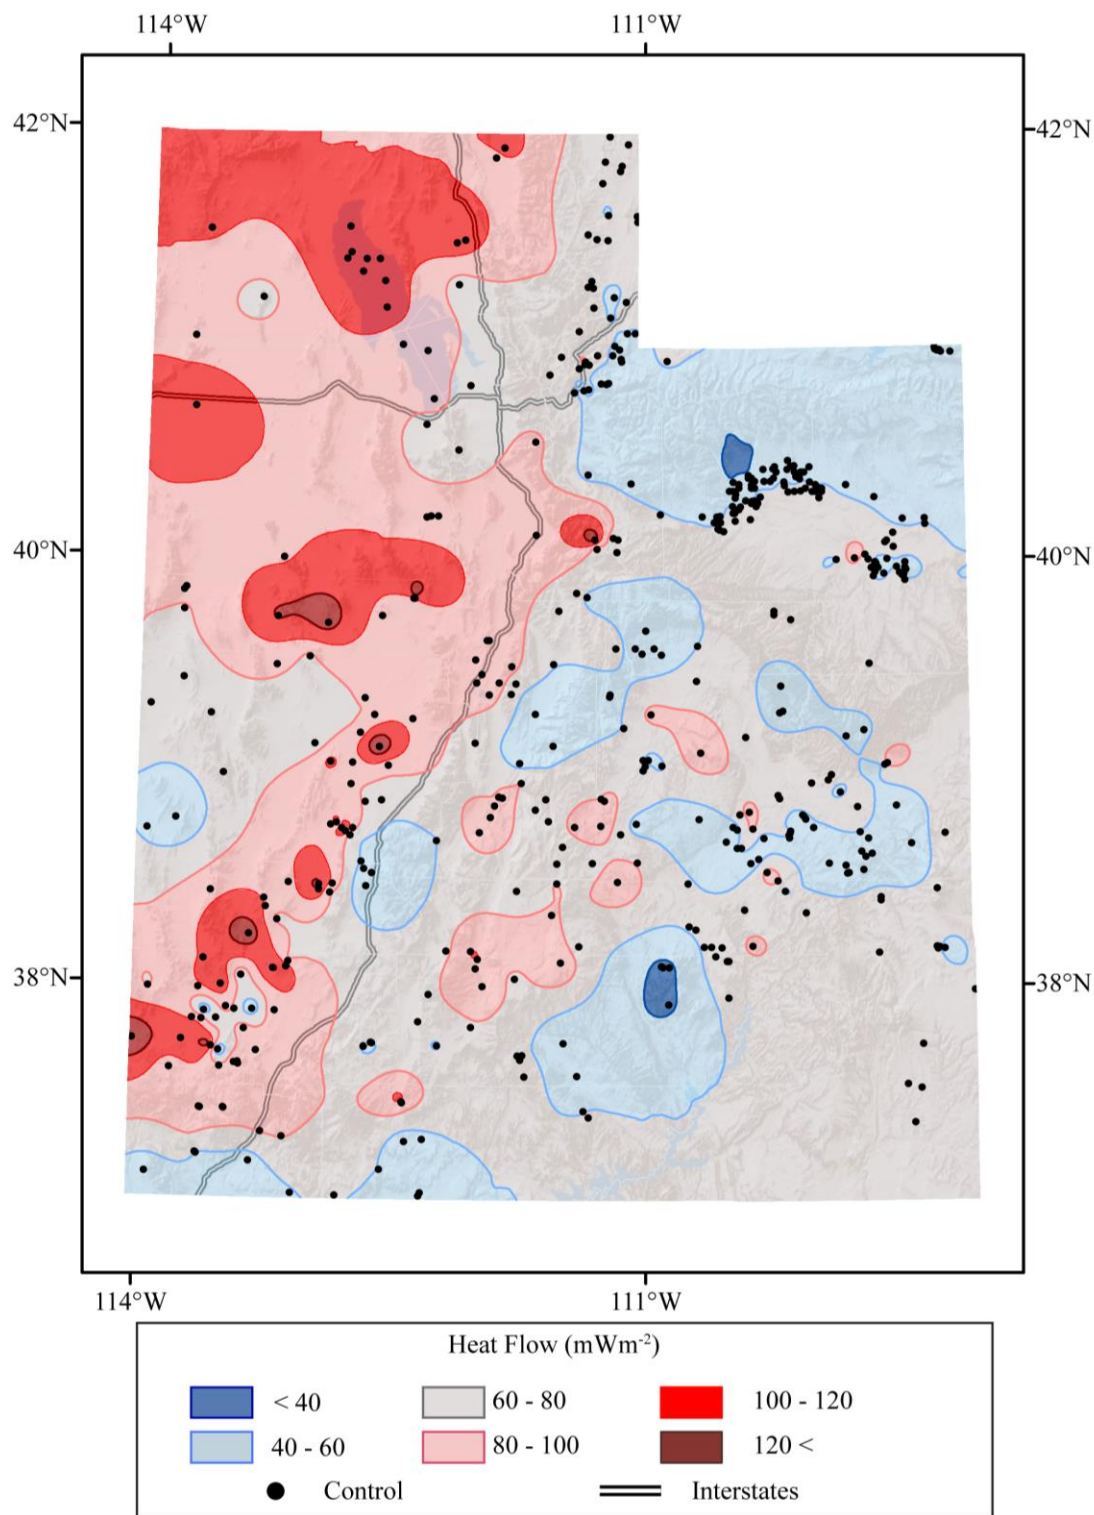 114°W 111°W
42°N 42°N
40°N 40°N
38°N 38°N
114°W 111°W
Heat Flow (mWm-2)
< 40 60 - 80 100 - 120
40 - 60 80 - 100 120 <
Control Interstates